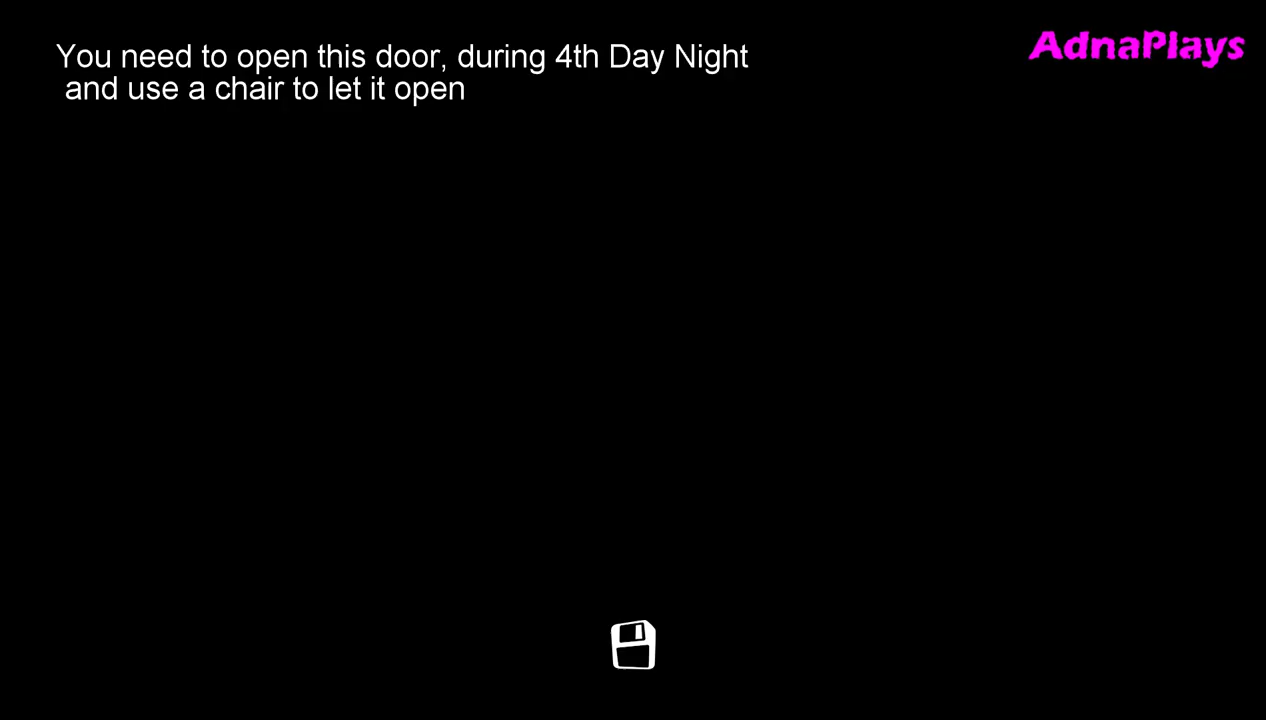 You need to open this door, during 4th Day Night
and use a chair to let it open
AdnaPlays